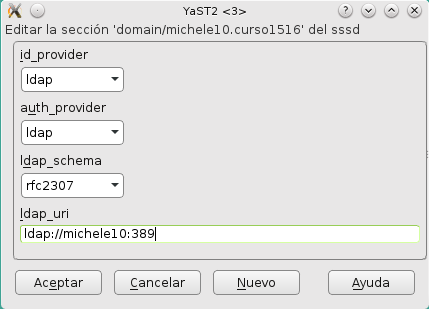 YaST2 <3>
Editar la sección 'domain/michele10.curso1516' del sssd
id_provider
ldap
auth_provider
ldap
ldap_schema
rfc2307
ldap_uri
ldap://michele10:389
Aceptar Cancelar Nuevo Ayuda